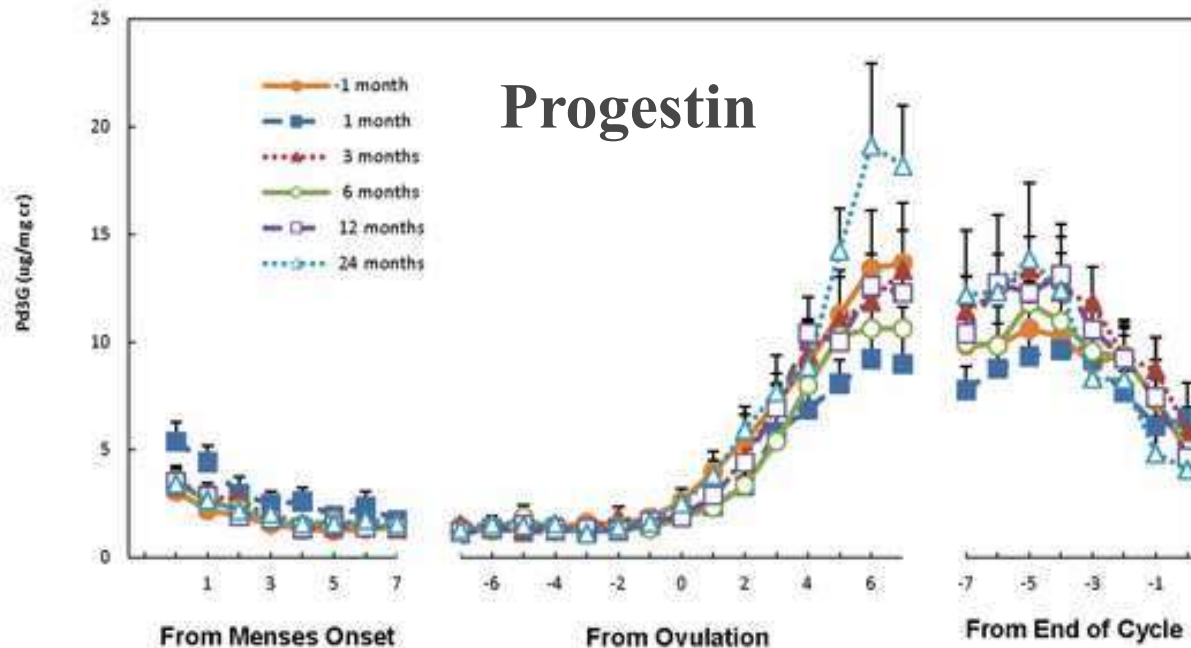 Progestin
-1 month
1 month
3 months
6 months
12 months
24 months
Pd3G (ug/mg cr)
25
20
15
10
5
0
1 3 5 7 -6 -4 -2 0 2 4 6 -7 -5 -3 -1
From Menses Onset From Ovulation From End of Cycle